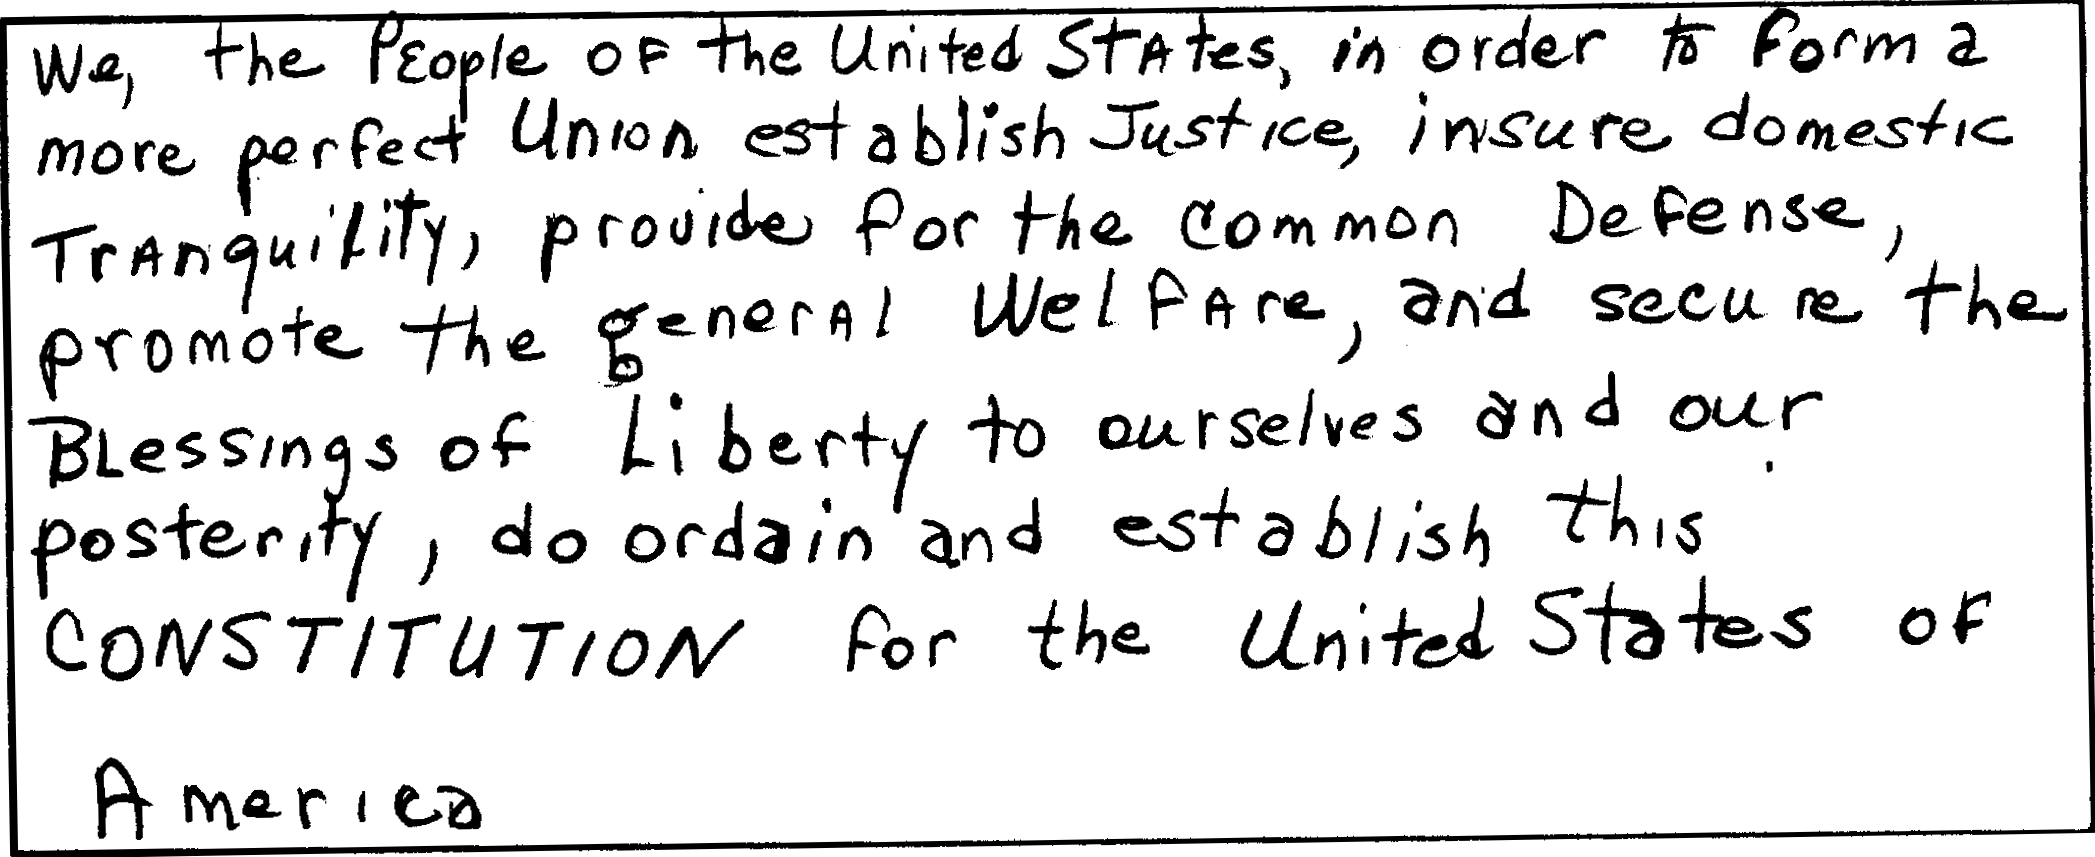 We, the PEople OF the United StAtes, in order to form a
more perfect Union establish Justice, insure domestic
TrAnquiLity, provide for the common Defense,
promote the generAl WelfAre, and secure the
BLessings of Liberty to ourselves and our
posterity, do ordain and establish this
CONSTITUTION for the United States of
America